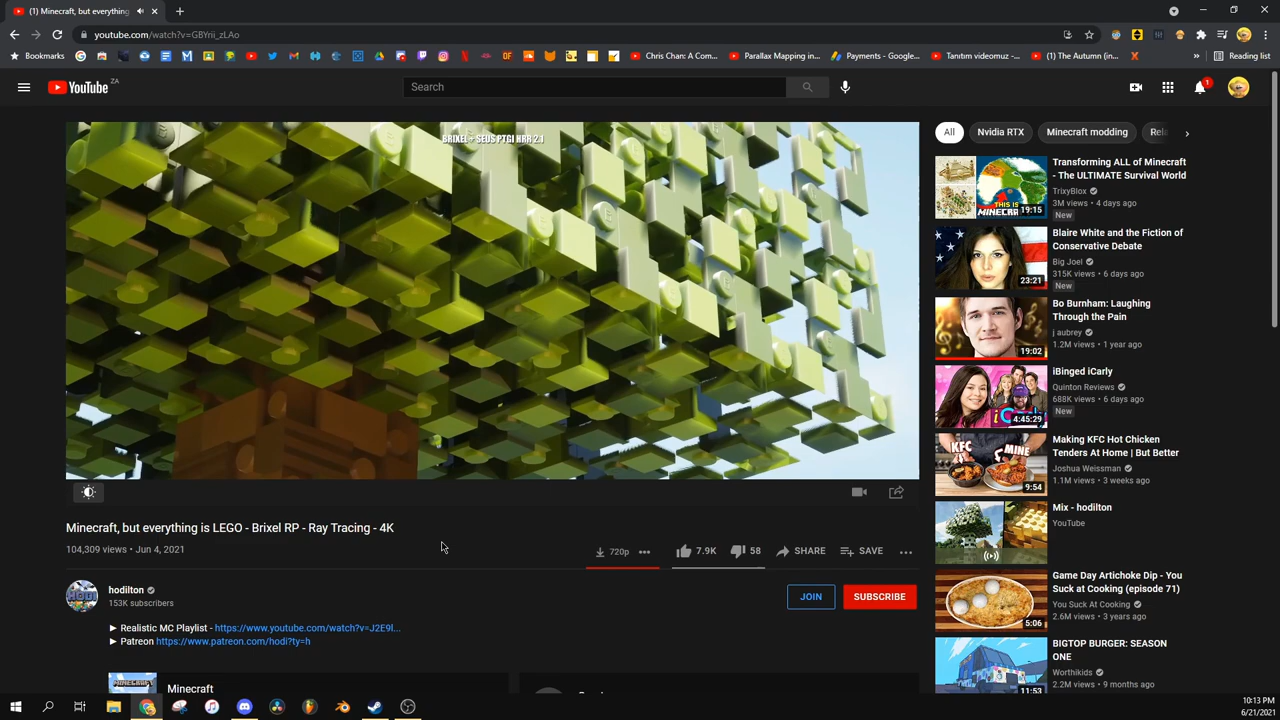 (1) Minecraft, but everything
youtube.com/watch?v=GBYrii_zLAo
Bookmarks
Chris Chan: A Com...
Parallax Mapping in...
Payments - Google...
Tanıtım videomuz -...
(1) The Autumn (in...
Reading list
YouTube ZA
Search
1
BRIXEL + SEUS PTGI HRR 2.1
Minecraft, but everything is LEGO - Brixel RP - Ray Tracing - 4K
104,309 views • Jun 4, 2021
720p
7.9K
58
SHARE
SAVE
hodilton
153K subscribers
JOIN
SUBSCRIBE
► Realistic MC Playlist - https://www.youtube.com/watch?v=J2E9I...
► Patreon https://www.patreon.com/hodi?ty=h
Minecraft
All
Nvidia RTX
Minecraft modding
Rela
THIS IS
MINECRA
19:15
Transforming ALL of Minecraft
- The ULTIMATE Survival World
TrixyBlox
3M views • 4 days ago
New
23:21
Blaire White and the Fiction of
Conservative Debate
Big Joel
315K views • 6 days ago
New
19:02
Bo Burnham: Laughing
Through the Pain
j aubrey
1.2M views • 1 year ago
4:45:29
iBinged iCarly
Quinton Reviews
688K views • 6 days ago
New
KFC
MINE
9:54
Making KFC Hot Chicken
Tenders At Home | But Better
Joshua Weissman
1.1M views • 3 weeks ago
Mix - hodilton
YouTube
5:06
Game Day Artichoke Dip - You
Suck at Cooking (episode 71)
You Suck At Cooking
2.6M views • 3 years ago
11:53
BIGTOP BURGER: SEASON
ONE
Worthikids
2.2M views • 9 months ago
10:13 PM
6/21/2021